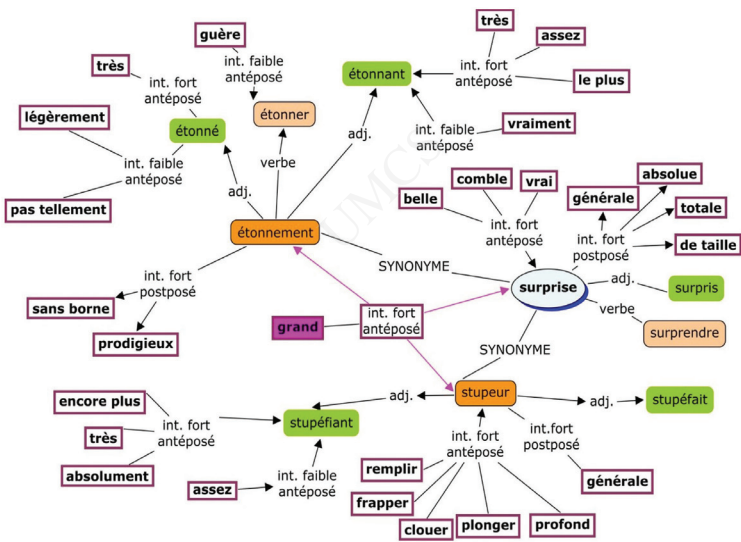 guère
très
int. fort
antéposé
int. faible
antéposé
légèrement
étonné
étonner
int. faible
antéposé
pas tellement
adj.
verbe
étonnement
très
assez
étonnant
int. fort
antéposé
le plus
int. faible
antéposé
vraiment
adj.
UMCS
comble
vrai
belle
int. fort
antéposé
absolue
générale
totale
int. fort
postposé
de taille
SYNONYME
surprise
adj.
surpris
verbe
surprendre
int. fort
postposé
sans borne
prodigieux
grand
int. fort
antéposé
SYNONYME
encore plus
int. fort
antéposé
très
absolument
stupéfiant
adj.
stupeur
adj.
stupéfait
assez
int. faible
antéposé
int. fort
antéposé
remplir
frapper
clouer
plonger
profond
int.fort
postposé
générale